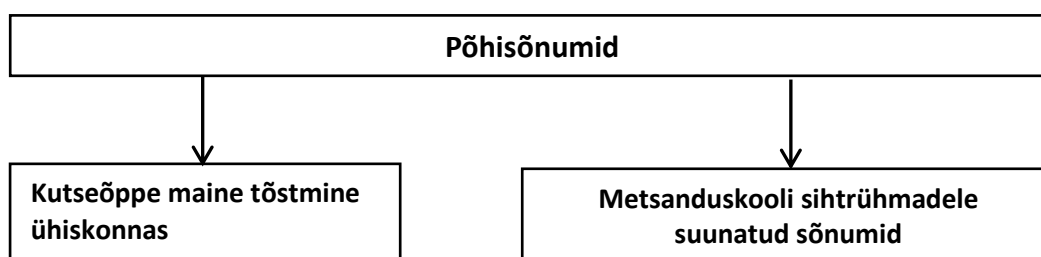 Põhisõnumid
Kutseõppe maine tõstmine
ühiskonnas
Metsanduskooli sihtrühmadele
suunatud sõnumid